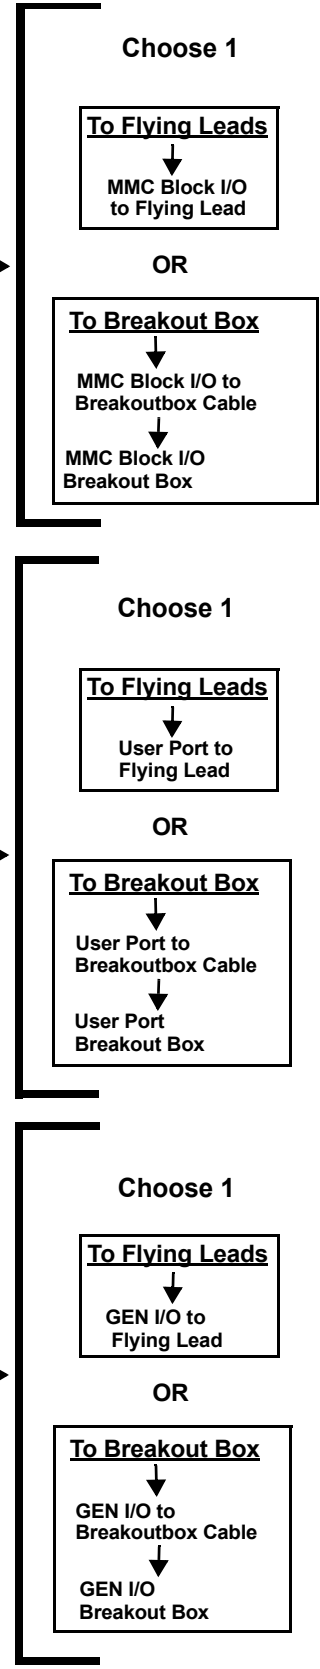 Choose 1
To Flying Leads
MMC Block I/O
to Flying Lead
OR
To Breakout Box
MMC Block I/O to
Breakoutbox Cable
MMC Block I/O
Breakout Box
Choose 1
To Flying Leads
User Port to
Flying Lead
OR
To Breakout Box
User Port to
Breakoutbox Cable
User Port
Breakout Box
Choose 1
To Flying Leads
GEN I/O to
Flying Lead
OR
To Breakout Box
GEN I/O to
Breakoutbox Cable
GEN I/O
Breakout Box